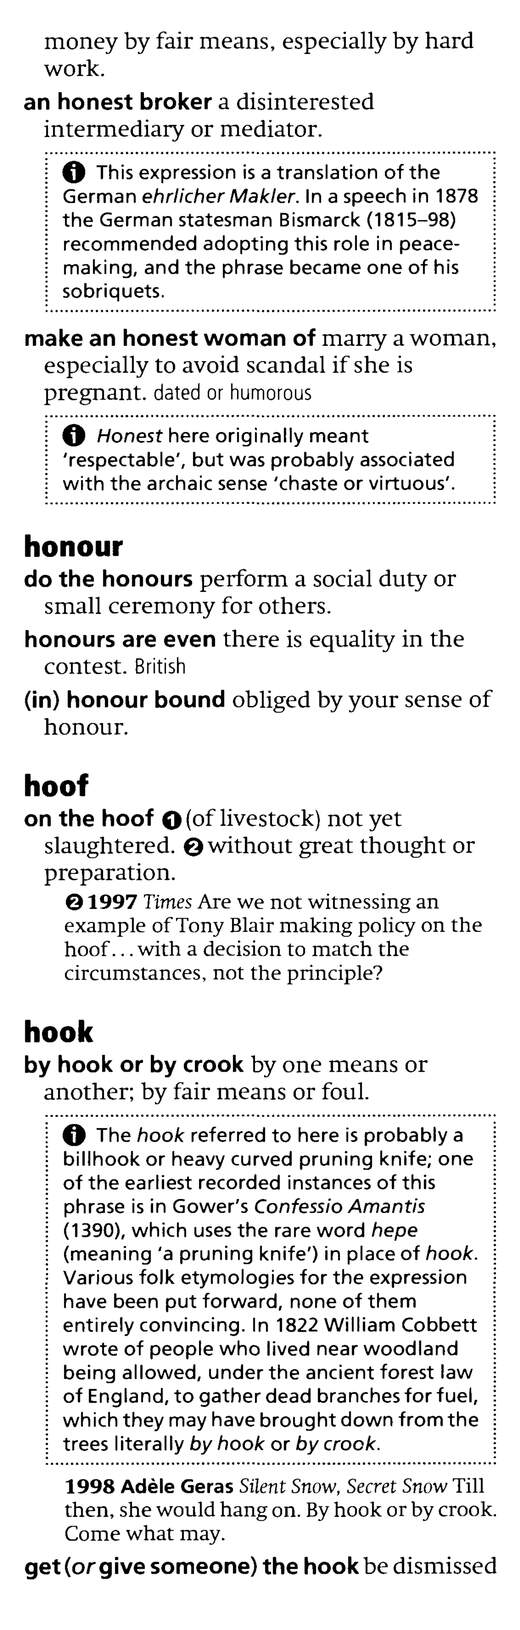 money by fair means, especially by hard
work.
an honest broker a disinterested
intermediary or mediator.
ℹ This expression is a translation of the
German ehrlicher Makler. In a speech in 1878
the German statesman Bismarck (1815–98)
recommended adopting this role in peace-
making, and the phrase became one of his
sobriquets.
make an honest woman of marry a woman,
especially to avoid scandal if she is
pregnant. dated or humorous
ℹ Honest here originally meant
‘respectable’, but was probably associated
with the archaic sense ‘chaste or virtuous’.
honour
do the honours perform a social duty or
small ceremony for others.
honours are even there is equality in the
contest. British
(in) honour bound obliged by your sense of
honour.
hoof
on the hoof ❶ (of livestock) not yet
slaughtered. ❷ without great thought or
preparation.
❷ 1997 Times Are we not witnessing an
example of Tony Blair making policy on the
hoof…with a decision to match the
circumstances, not the principle?
hook
by hook or by crook by one means or
another; by fair means or foul.
ℹ The hook referred to here is probably a
billhook or heavy curved pruning knife; one
of the earliest recorded instances of this
phrase is in Gower’s Confessio Amantis
(1390), which uses the rare word hepe
(meaning ‘a pruning knife’) in place of hook.
Various folk etymologies for the expression
have been put forward, none of them
entirely convincing. In 1822 William Cobbett
wrote of people who lived near woodland
being allowed, under the ancient forest law
of England, to gather dead branches for fuel,
which they may have brought down from the
trees literally by hook or by crook.
1998 Adèle Geras Silent Snow, Secret Snow Till
then, she would hang on. By hook or by crook.
Come what may.
get (or give someone) the hook be dismissed